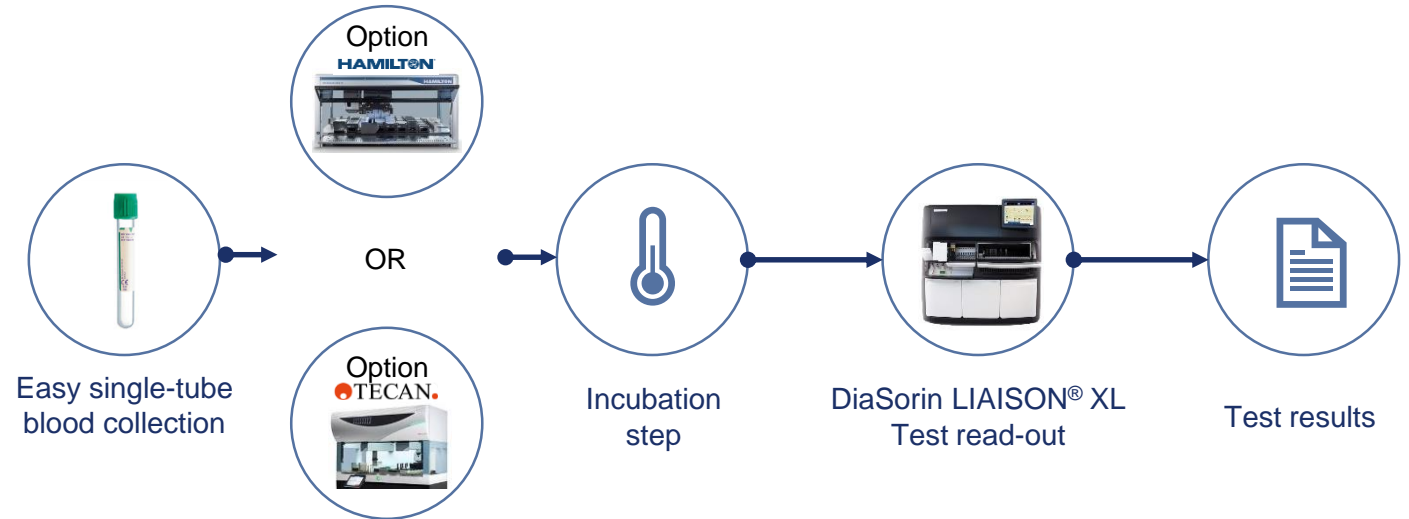 Option
HAMILTON
HAMILTON
OR
Option
TECAN.
Easy single-tube
blood collection
Incubation
step
DiaSorin LIAISON® XL
Test read-out
Test results